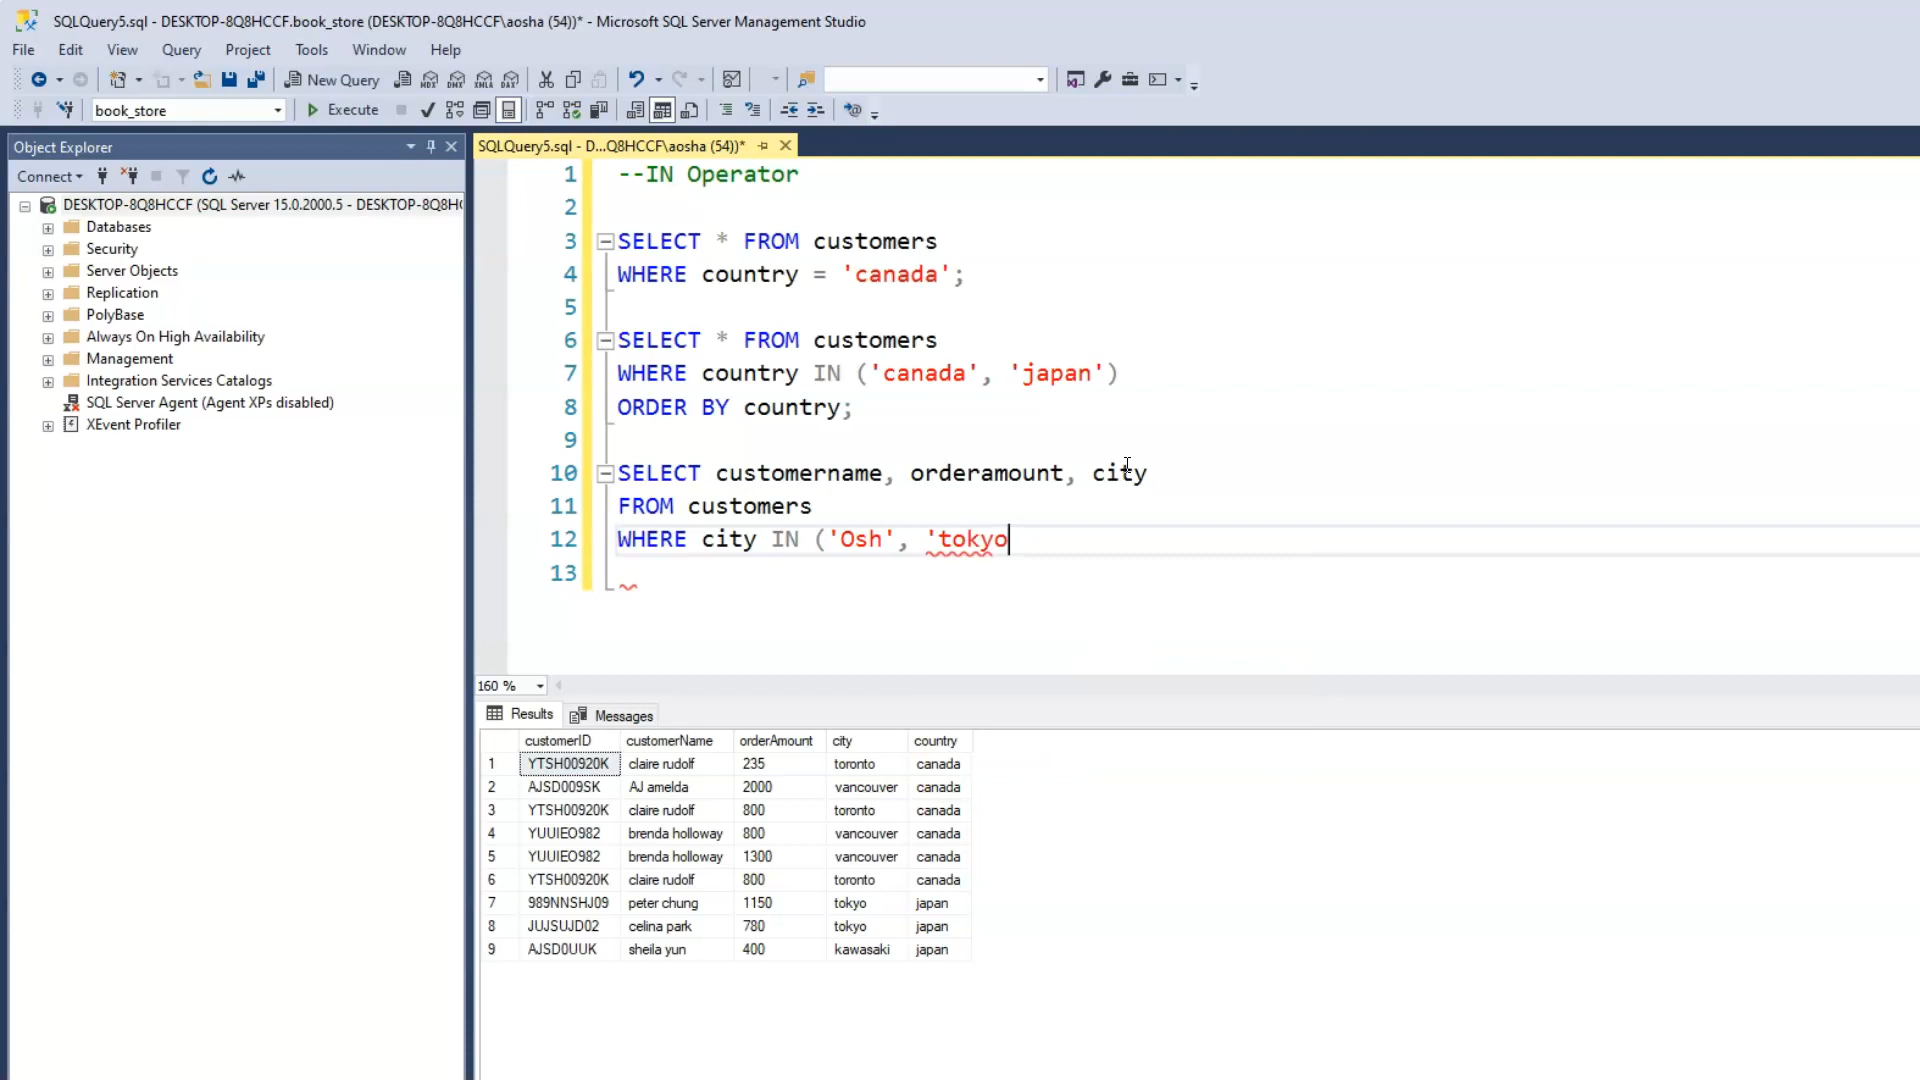 SQLQuery5.sql - DESKTOP-8Q8HCCF.book_store (DESKTOP-8Q8HCCF\aosha (54))* - Microsoft SQL Server Management Studio
File Edit View Query Project Tools Window Help
New Query MDX DMX XMLA DAX
book_store Execute
Object Explorer
Connect
DESKTOP-8Q8HCCF (SQL Server 15.0.2000.5 - DESKTOP-8Q8H
Databases
Security
Server Objects
Replication
PolyBase
Always On High Availability
Management
Integration Services Catalogs
SQL Server Agent (Agent XPs disabled)
XEvent Profiler
SQLQuery5.sql - D...Q8HCCF\aosha (54))*
1 --IN Operator
2
3 SELECT * FROM customers
4 WHERE country = 'canada';
5
6 SELECT * FROM customers
7 WHERE country IN ('canada', 'japan')
8 ORDER BY country;
9
10 SELECT customername, orderamount, city
11 FROM customers
12 WHERE city IN ('Osh', 'tokyo
13
160 %
Results Messages
customerID customerName orderAmount city country
1 YTSH00920K claire rudolf 235 toronto canada
2 AJSD009SK AJ amelda 2000 vancouver canada
3 YTSH00920K claire rudolf 800 toronto canada
4 YUUIEO982 brenda holloway 800 vancouver canada
5 YUUIEO982 brenda holloway 1300 vancouver canada
6 YTSH00920K claire rudolf 800 toronto canada
7 989NNSHJ09 peter chung 1150 tokyo japan
8 JUJSUJD02 celina park 780 tokyo japan
9 AJSD0UUK sheila yun 400 kawasaki japan